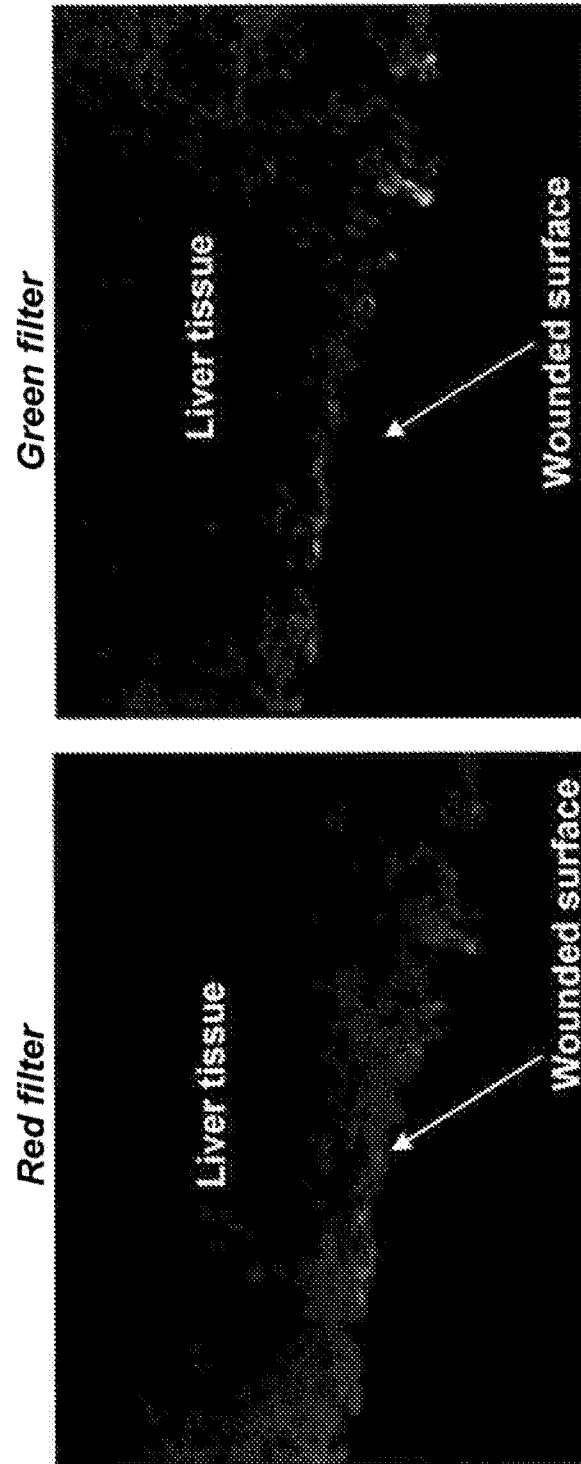 Red filter
Liver tissue
Wounded surface
Green filter
Liver tissue
Wounded surface